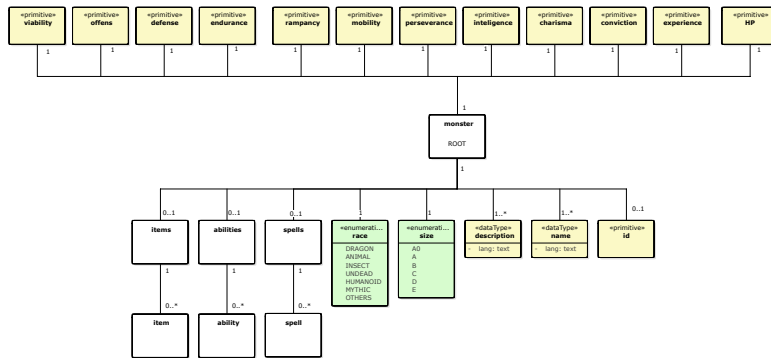 «primitive»
viability
«primitive»
offens
«primitive»
defense
«primitive»
endurance
«primitive»
rampancy
«primitive»
mobility
«primitive»
perseverance
«primitive»
inteligence
«primitive»
charisma
«primitive»
conviction
«primitive»
experience
«primitive»
HP
1 1 1 1 1 1 1 1 1 1 1 1
1
monster
ROOT
1
0..1 0..1 0..1 1 1 1..* 1..* 0..1
items
abilities
spells
«enumerati...
race
DRAGON
ANIMAL
INSECT
UNDEAD
HUMANOID
MYTHIC
OTHERS
«enumerati...
size
A0
A
B
C
D
E
«dataType»
description
- lang: text
«dataType»
name
- lang: text
«primitive»
id
1 1 1
0..* 0..* 0..*
item
ability
spell